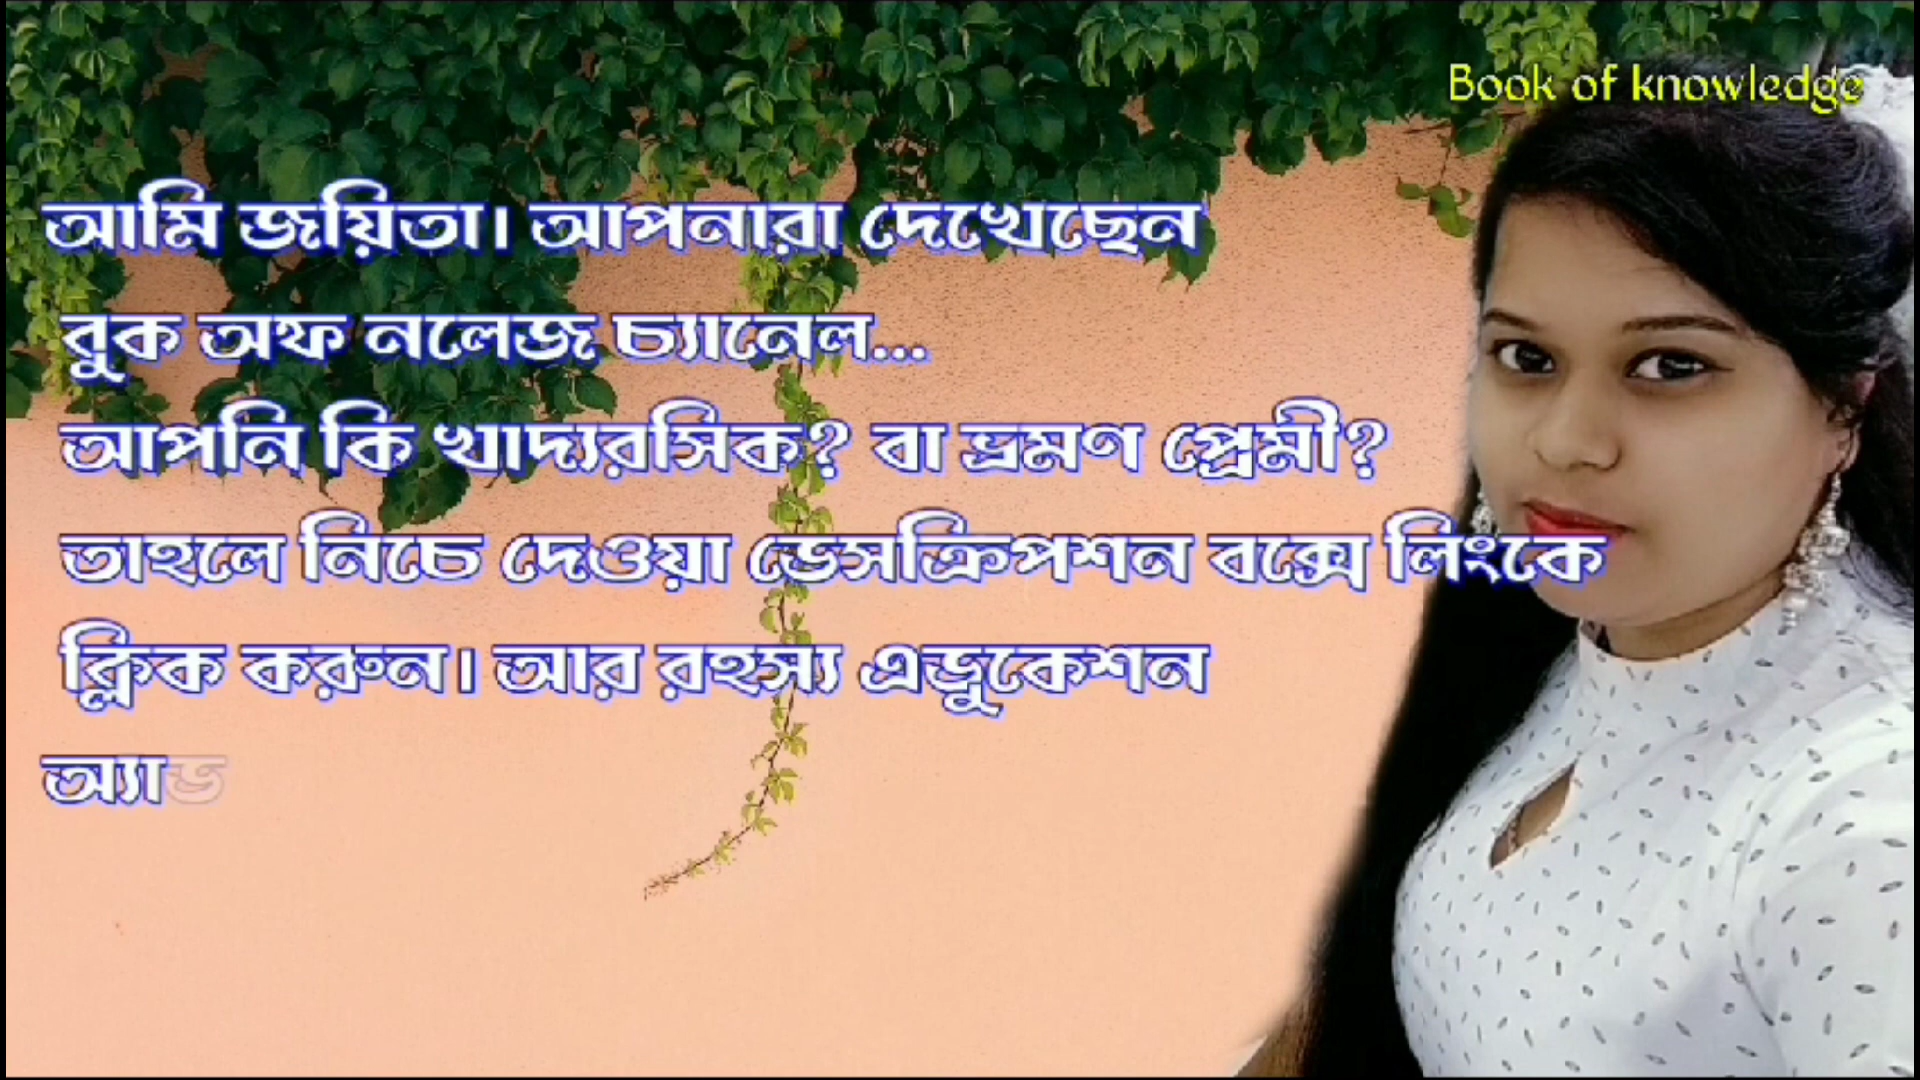 Book of knowledge
আমি জয়িতা। আপনারা দেখেছেন
বুক অফ নলেজ চ্যানেল...
আপনি কি খাদ্যরসিক? বা ভ্রমণ প্রেমী?
তাহলে নিচে দেওয়া ডেসক্রিপশন বক্সে লিংকে
ক্লিক করুন। আর রহস্য এডুকেশন
অ্যাড